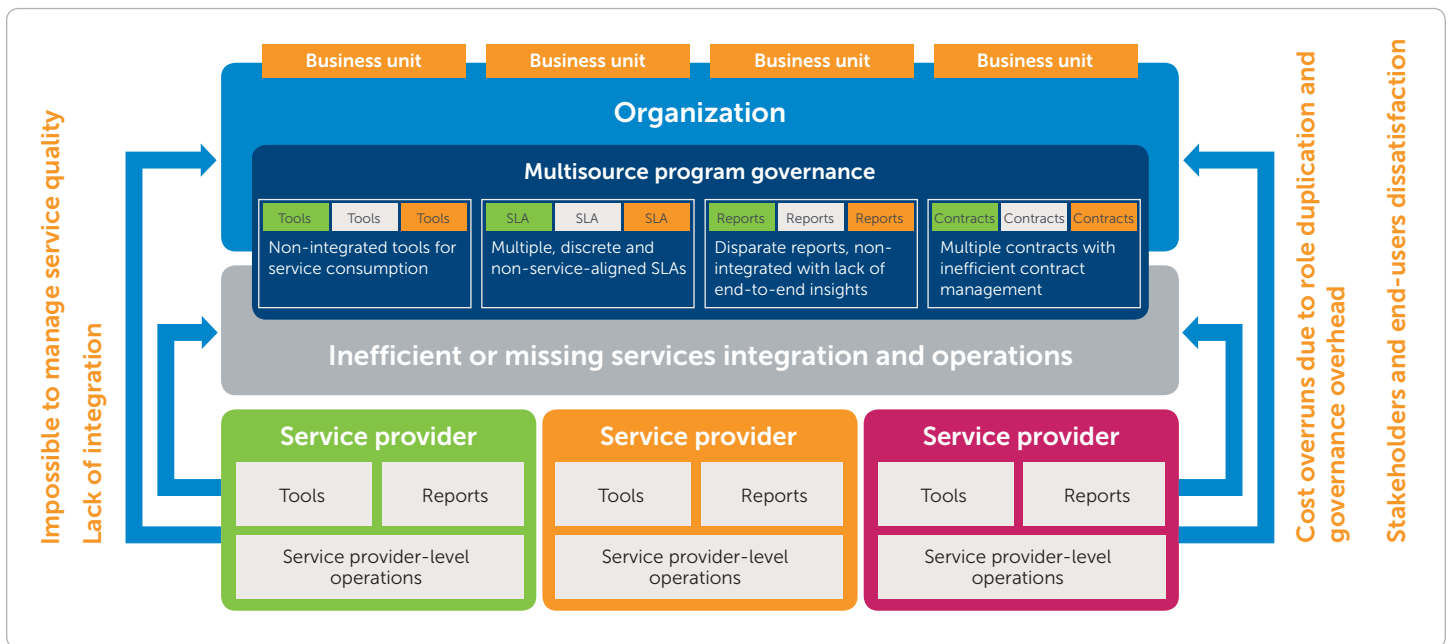 Business unit
Business unit
Business unit
Business unit
Organization
Multisource program governance
Tools
Tools
Tools
Non-integrated tools for
service consumption
SLA
SLA
SLA
Multiple, discrete and
non-service-aligned SLAs
Reports
Reports
Reports
Disparate reports, non-
integrated with lack of
end-to-end insights
Contracts
Contracts
Contracts
Multiple contracts with
inefficient contract
management
Inefficient or missing services integration and operations
Service provider
Tools
Reports
Service provider-level
operations
Service provider
Tools
Reports
Service provider-level
operations
Service provider
Tools
Reports
Service provider-level
operations
Impossible to manage service quality
Lack of integration
Cost overruns due to role duplication and
governance overhead
Stakeholders and end-users dissatisfaction